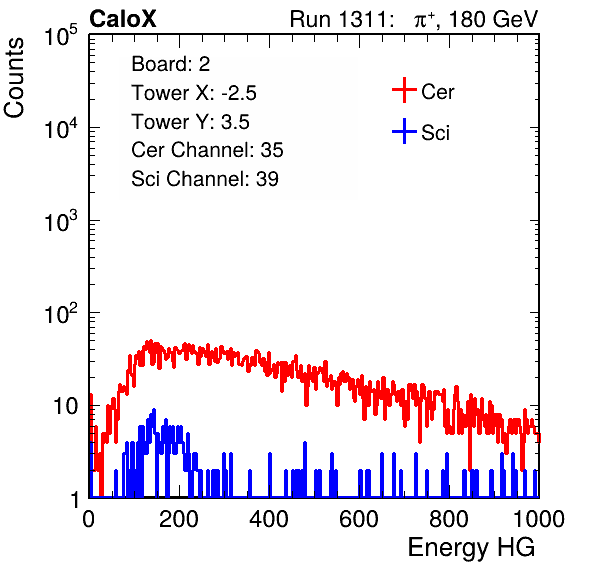 CaloX Run 1311: π⁺, 180 GeV
Counts
Board: 2
Tower X: -2.5
Tower Y: 3.5
Cer Channel: 35
Sci Channel: 39
Cer
Sci
10⁵
10⁴
10³
10²
10
1
0 200 400 600 800 1000
Energy HG